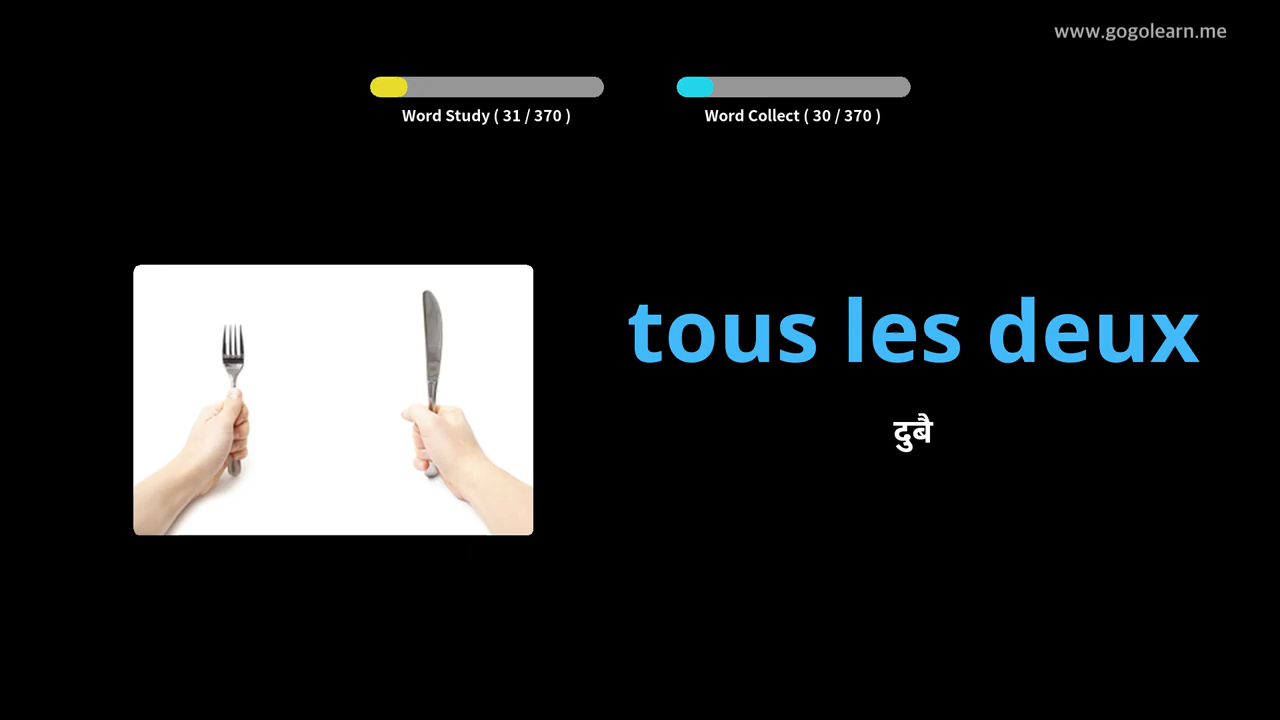 www.gogolearn.me
Word Study ( 31 / 370 )
Word Collect ( 30 / 370 )
tous les deux
दुबै